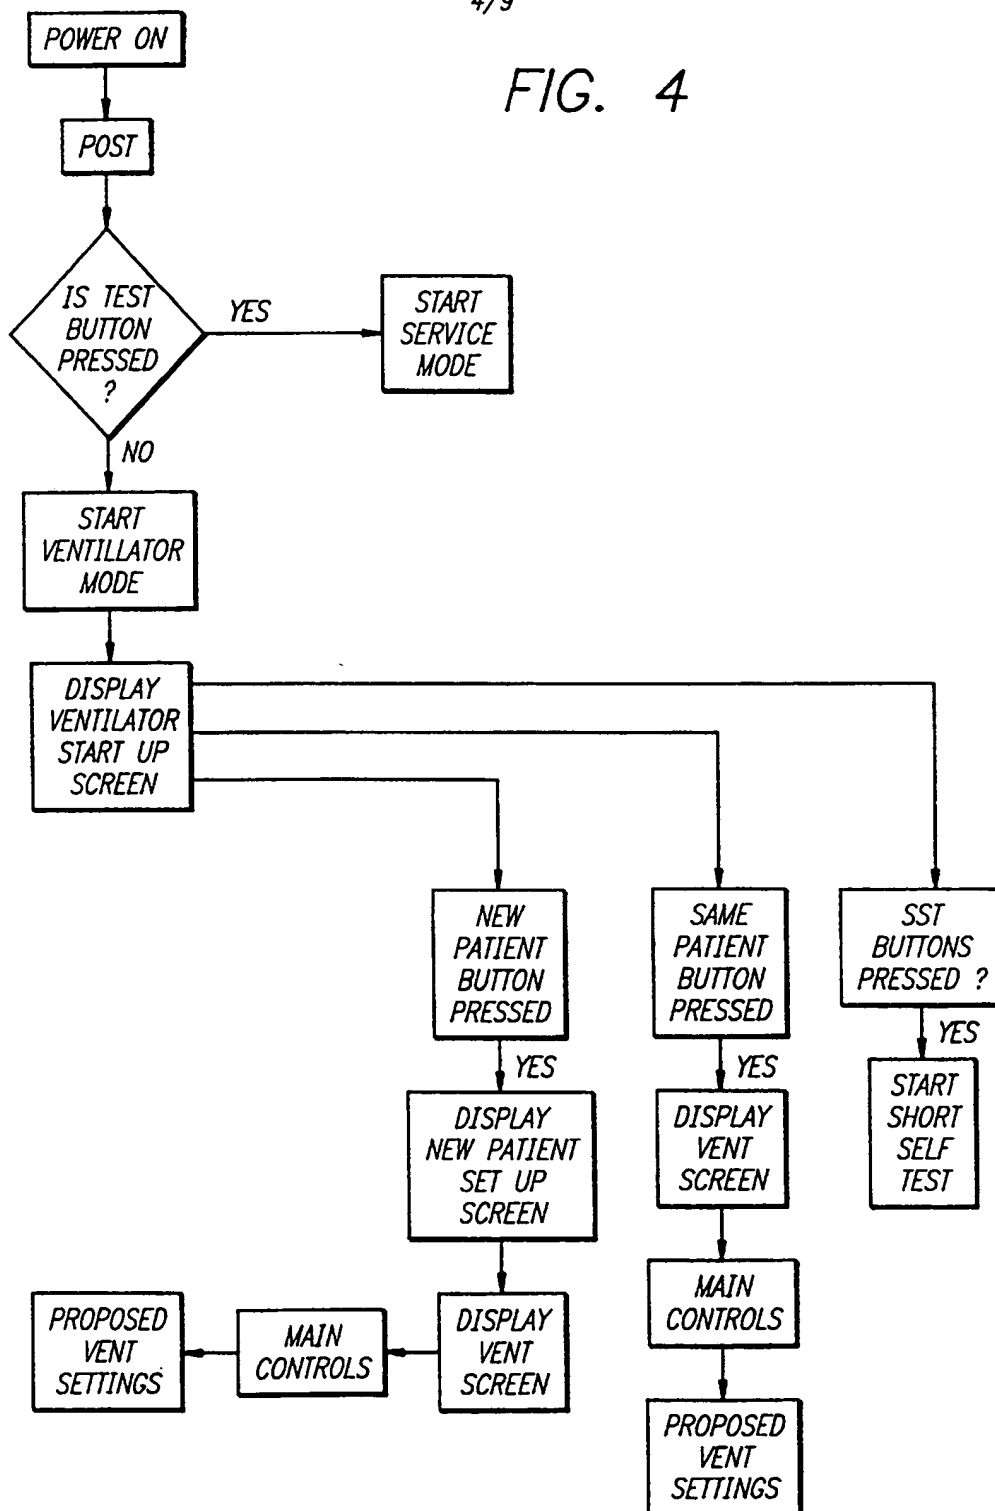 4/9
FIG. 4
POWER ON
POST
IS TEST
BUTTON
PRESSED
?
YES
START
SERVICE
MODE
NO
START
VENTILLATOR
MODE
DISPLAY
VENTILATOR
START UP
SCREEN
NEW
PATIENT
BUTTON
PRESSED
YES
DISPLAY
NEW PATIENT
SET UP
SCREEN
DISPLAY
VENT
SCREEN
MAIN
CONTROLS
PROPOSED
VENT
SETTINGS
SAME
PATIENT
BUTTON
PRESSED
YES
DISPLAY
VENT
SCREEN
MAIN
CONTROLS
PROPOSED
VENT
SETTINGS
SST
BUTTONS
PRESSED ?
YES
START
SHORT
SELF
TEST